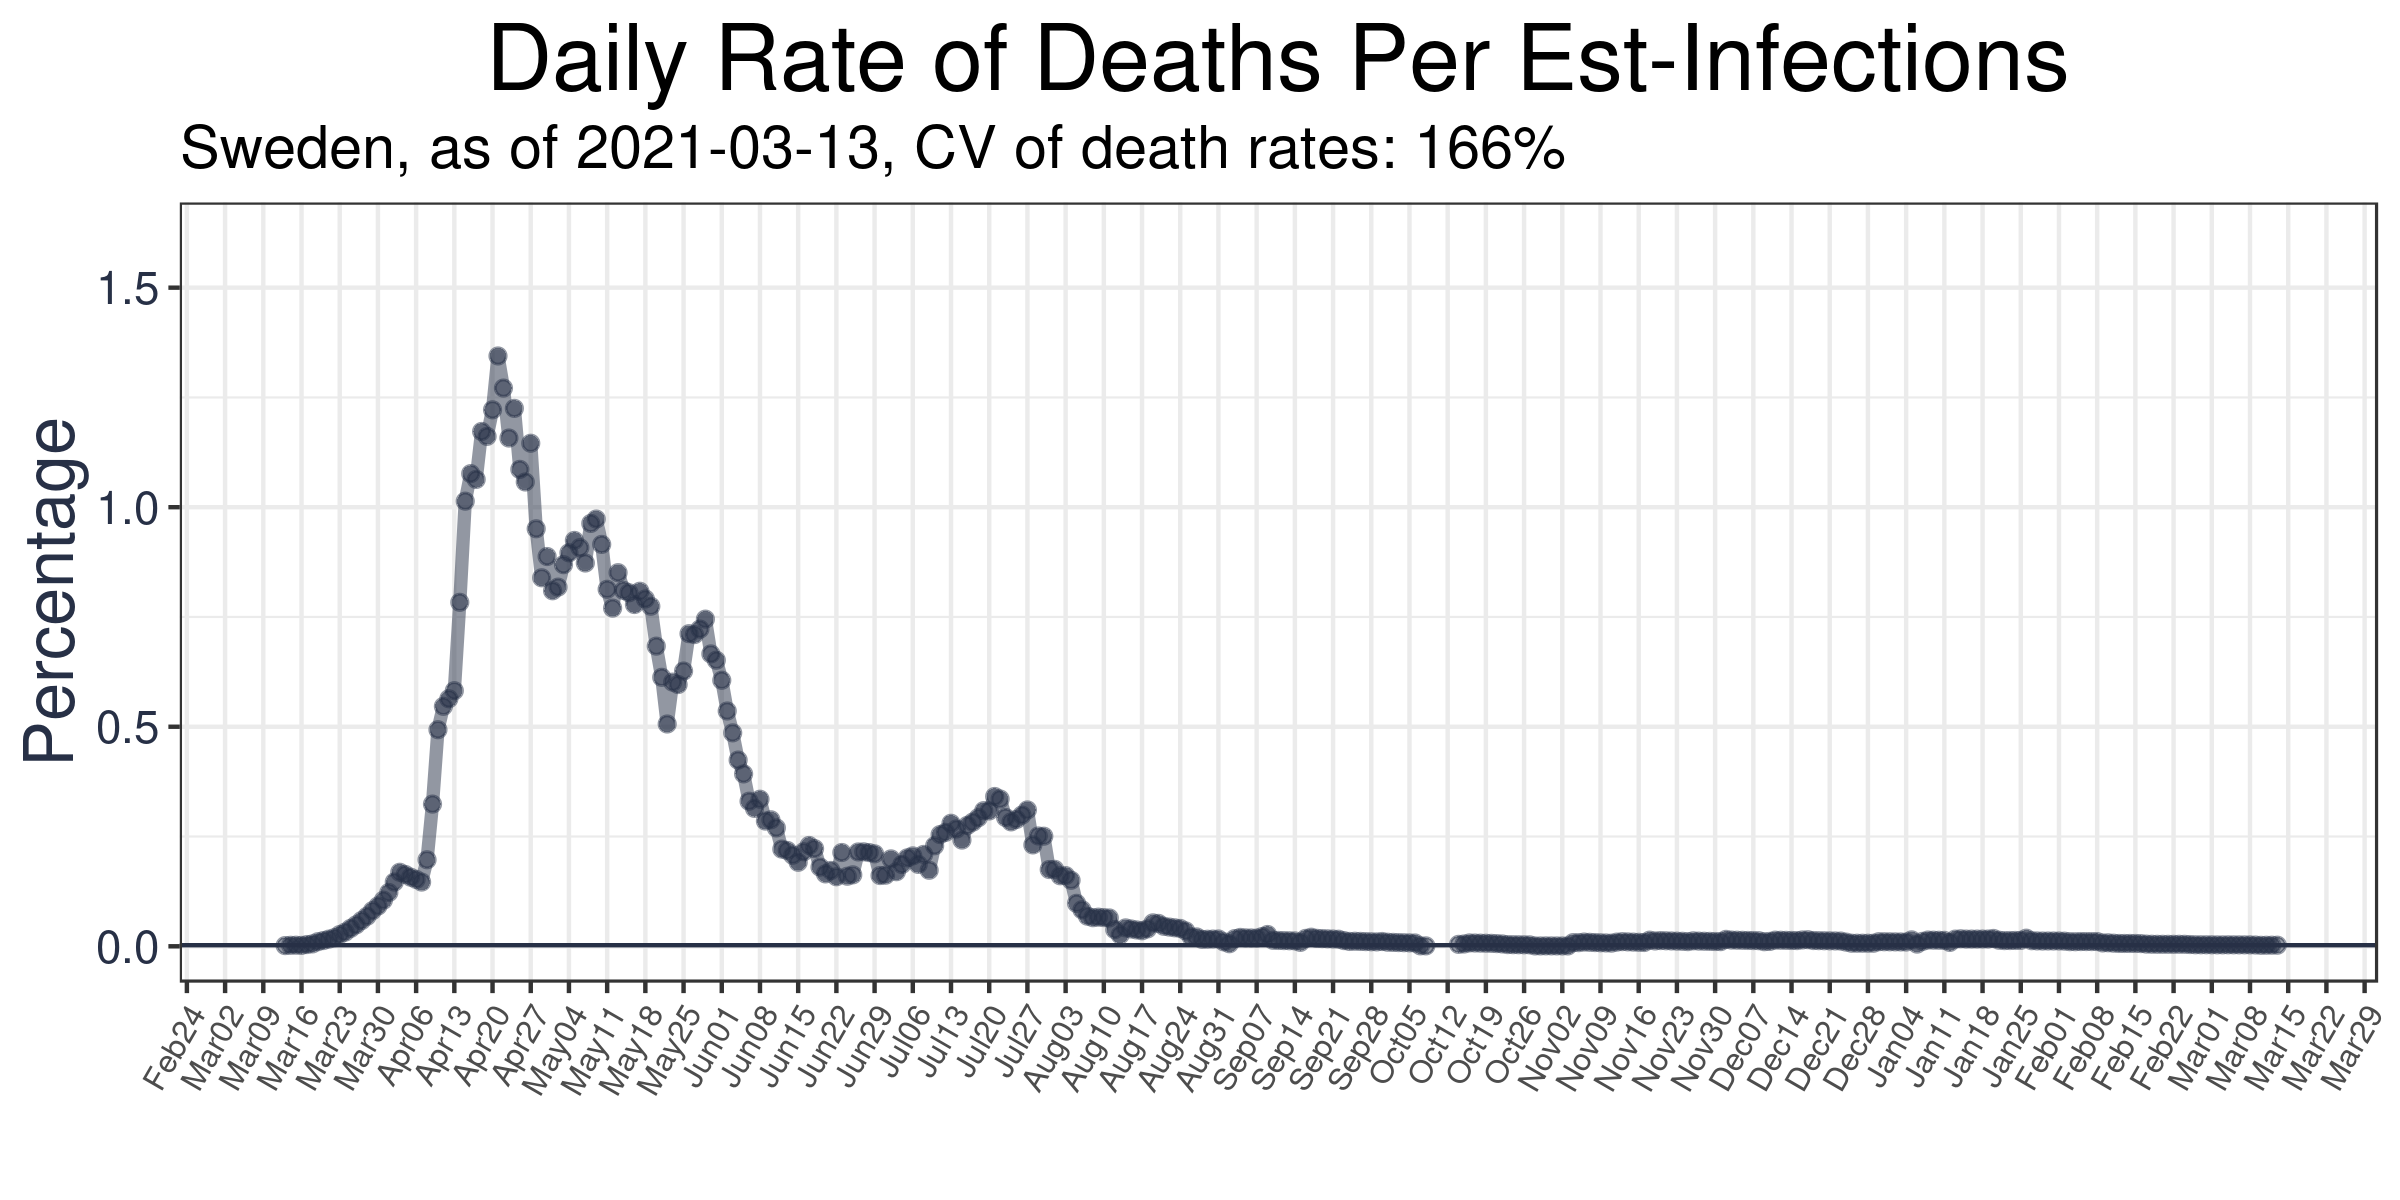 Daily Rate of Deaths Per Est-Infections
Sweden, as of 2021-03-13, CV of death rates: 166%
Percentage
1.5
1.0
0.5
0.0
Feb24
Mar02
Mar09
Mar16
Mar23
Mar30
Apr06
Apr13
Apr20
Apr27
May04
May11
May18
May25
Jun01
Jun08
Jun15
Jun22
Jun29
Jul06
Jul13
Jul20
Jul27
Aug03
Aug10
Aug17
Aug24
Aug31
Sep07
Sep14
Sep21
Sep28
Oct05
Oct12
Oct19
Oct26
Nov02
Nov09
Nov16
Nov23
Nov30
Dec07
Dec14
Dec21
Dec28
Jan04
Jan11
Jan18
Jan25
Feb01
Feb08
Feb15
Feb22
Mar01
Mar08
Mar15
Mar22
Mar29